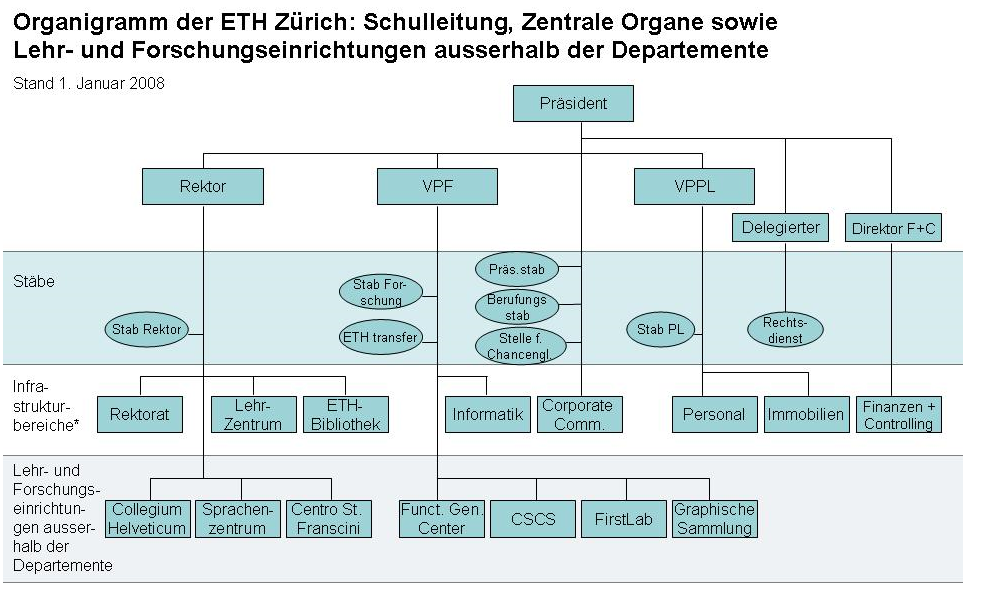 Organigramm der ETH Zürich: Schulleitung, Zentrale Organe sowie
Lehr- und Forschungseinrichtungen ausserhalb der Departemente
Stand 1. Januar 2008
Präsident
Rektor
VPF
VPPL
Delegierter
Direktor F+C
Stäbe
Stab Rektor
Stab For-
schung
ETH transfer
Präs.stab
Berufungs
stab
Stelle f.
Chancengl.
Stab PL
Rechts-
dienst
Infra-
struktur-
bereiche*
Rektorat
Lehr-
Zentrum
ETH-
Bibliothek
Informatik
Corporate
Comm.
Personal
Immobilien
Finanzen +
Controlling
Lehr- und
Forschungs-
einrichtun-
gen ausser-
halb der
Departemente
Collegium
Helveticum
Sprachen-
zentrum
Centro St.
Franscini
Funct. Gen.
Center
CSCS
FirstLab
Graphische
Sammlung